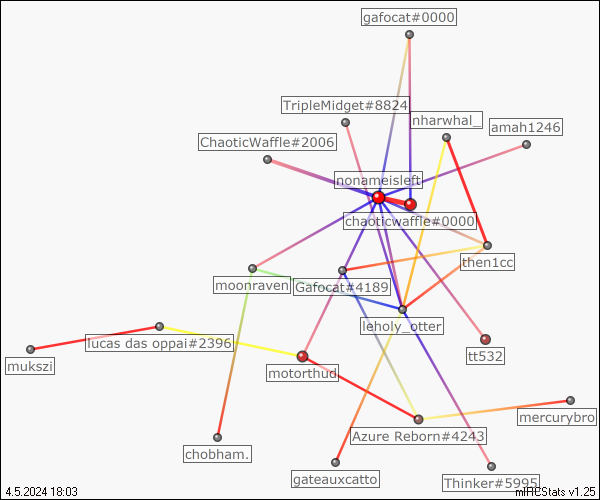 gafocat#0000
TripleMidget#8824
nharwhal_
amah1246
ChaoticWaffle#2006
nonameisleft
chaoticwaffle#0000
then1cc
moonraven
Gafocat#4189
leholy_otter
lucas das oppai#2396
mukszi
motorthud
tt532
mercurybro
Azure Reborn#4243
chobham.
gateauxcatto
Thinker#5995
4.5.2024 18:03
mIRCStats v1.25